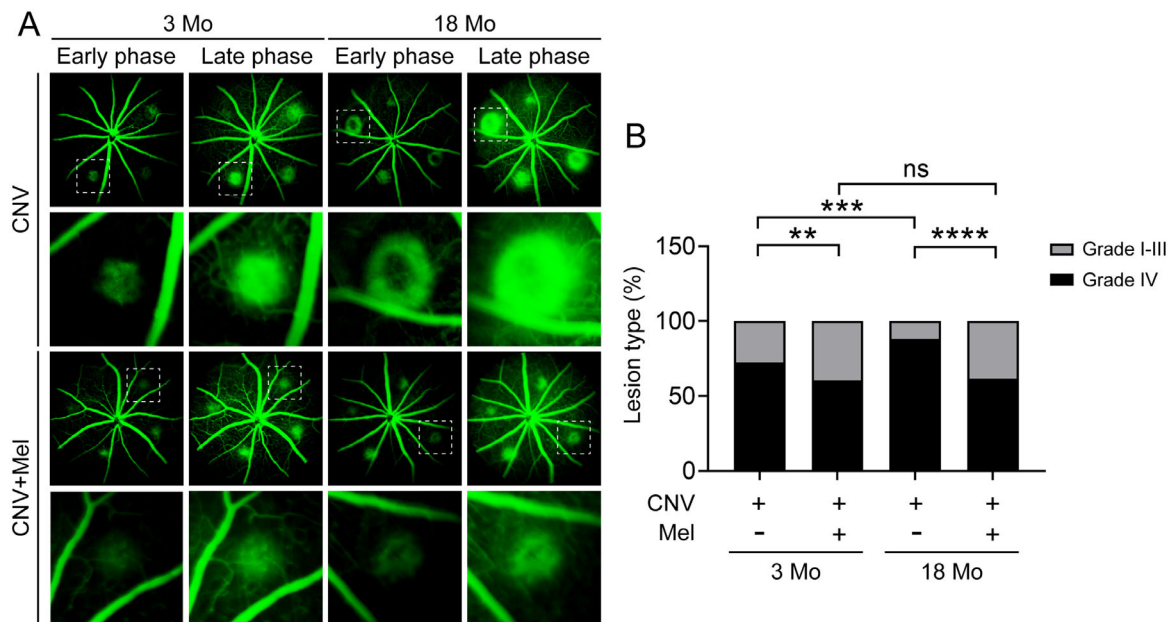 A
3 Mo 18 Mo
Early phase Late phase Early phase Late phase
CNV
CNV+Mel
B
ns
*** 
** ****
Lesion type (%)
150
100
50
0
Grade I-III
Grade IV
CNV + + + +
Mel - + - +
3 Mo 18 Mo